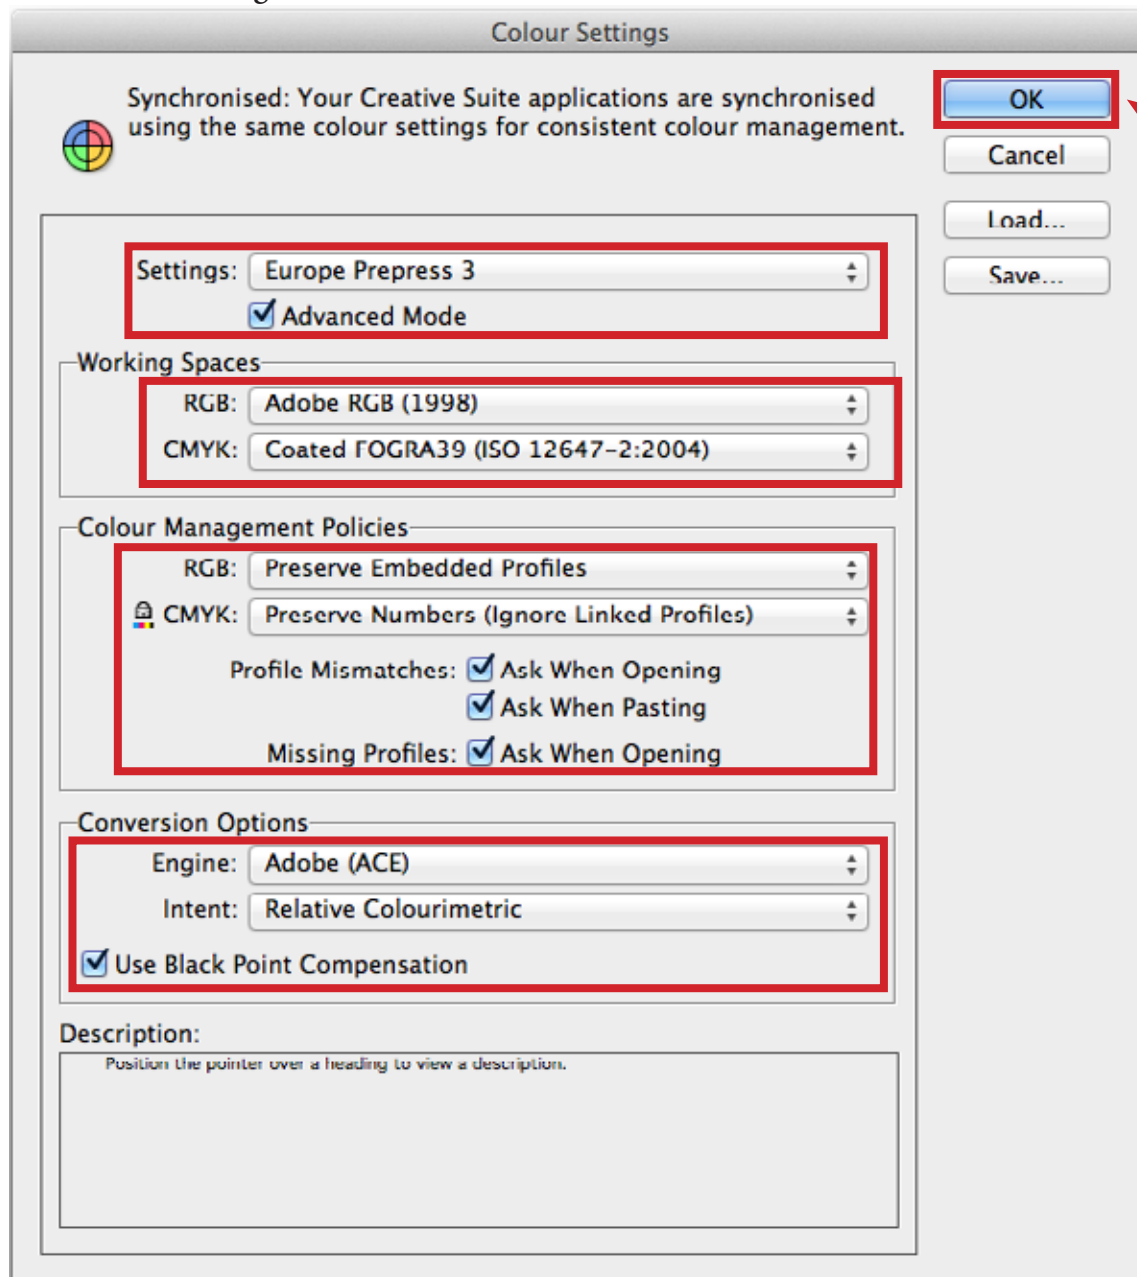 Colour Settings
Synchronised: Your Creative Suite applications are synchronised
using the same colour settings for consistent colour management.
OK
Cancel
Load...
Save...
Settings: Europe Prepress 3
Advanced Mode
Working Spaces
RGB: Adobe RGB (1998)
CMYK: Coated FOGRA39 (ISO 12647-2:2004)
Colour Management Policies
RGB: Preserve Embedded Profiles
CMYK: Preserve Numbers (Ignore Linked Profiles)
Profile Mismatches: Ask When Opening
Ask When Pasting
Missing Profiles: Ask When Opening
Conversion Options
Engine: Adobe (ACE)
Intent: Relative Colourimetric
Use Black Point Compensation
Description:
Position the pointer over a heading to view a description.